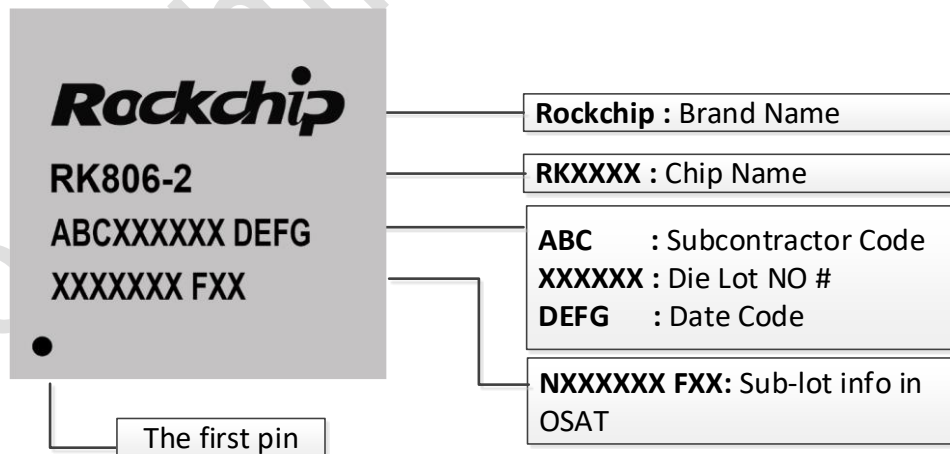 Rockchip
RK806-2
ABCXXXXXX DEFG
XXXXXXX FXX
The first pin
Rockchip : Brand Name
RKXXXX : Chip Name
ABC : Subcontractor Code
XXXXXX : Die Lot NO #
DEFG : Date Code
NXXXXXX FXX: Sub-lot info in
OSAT